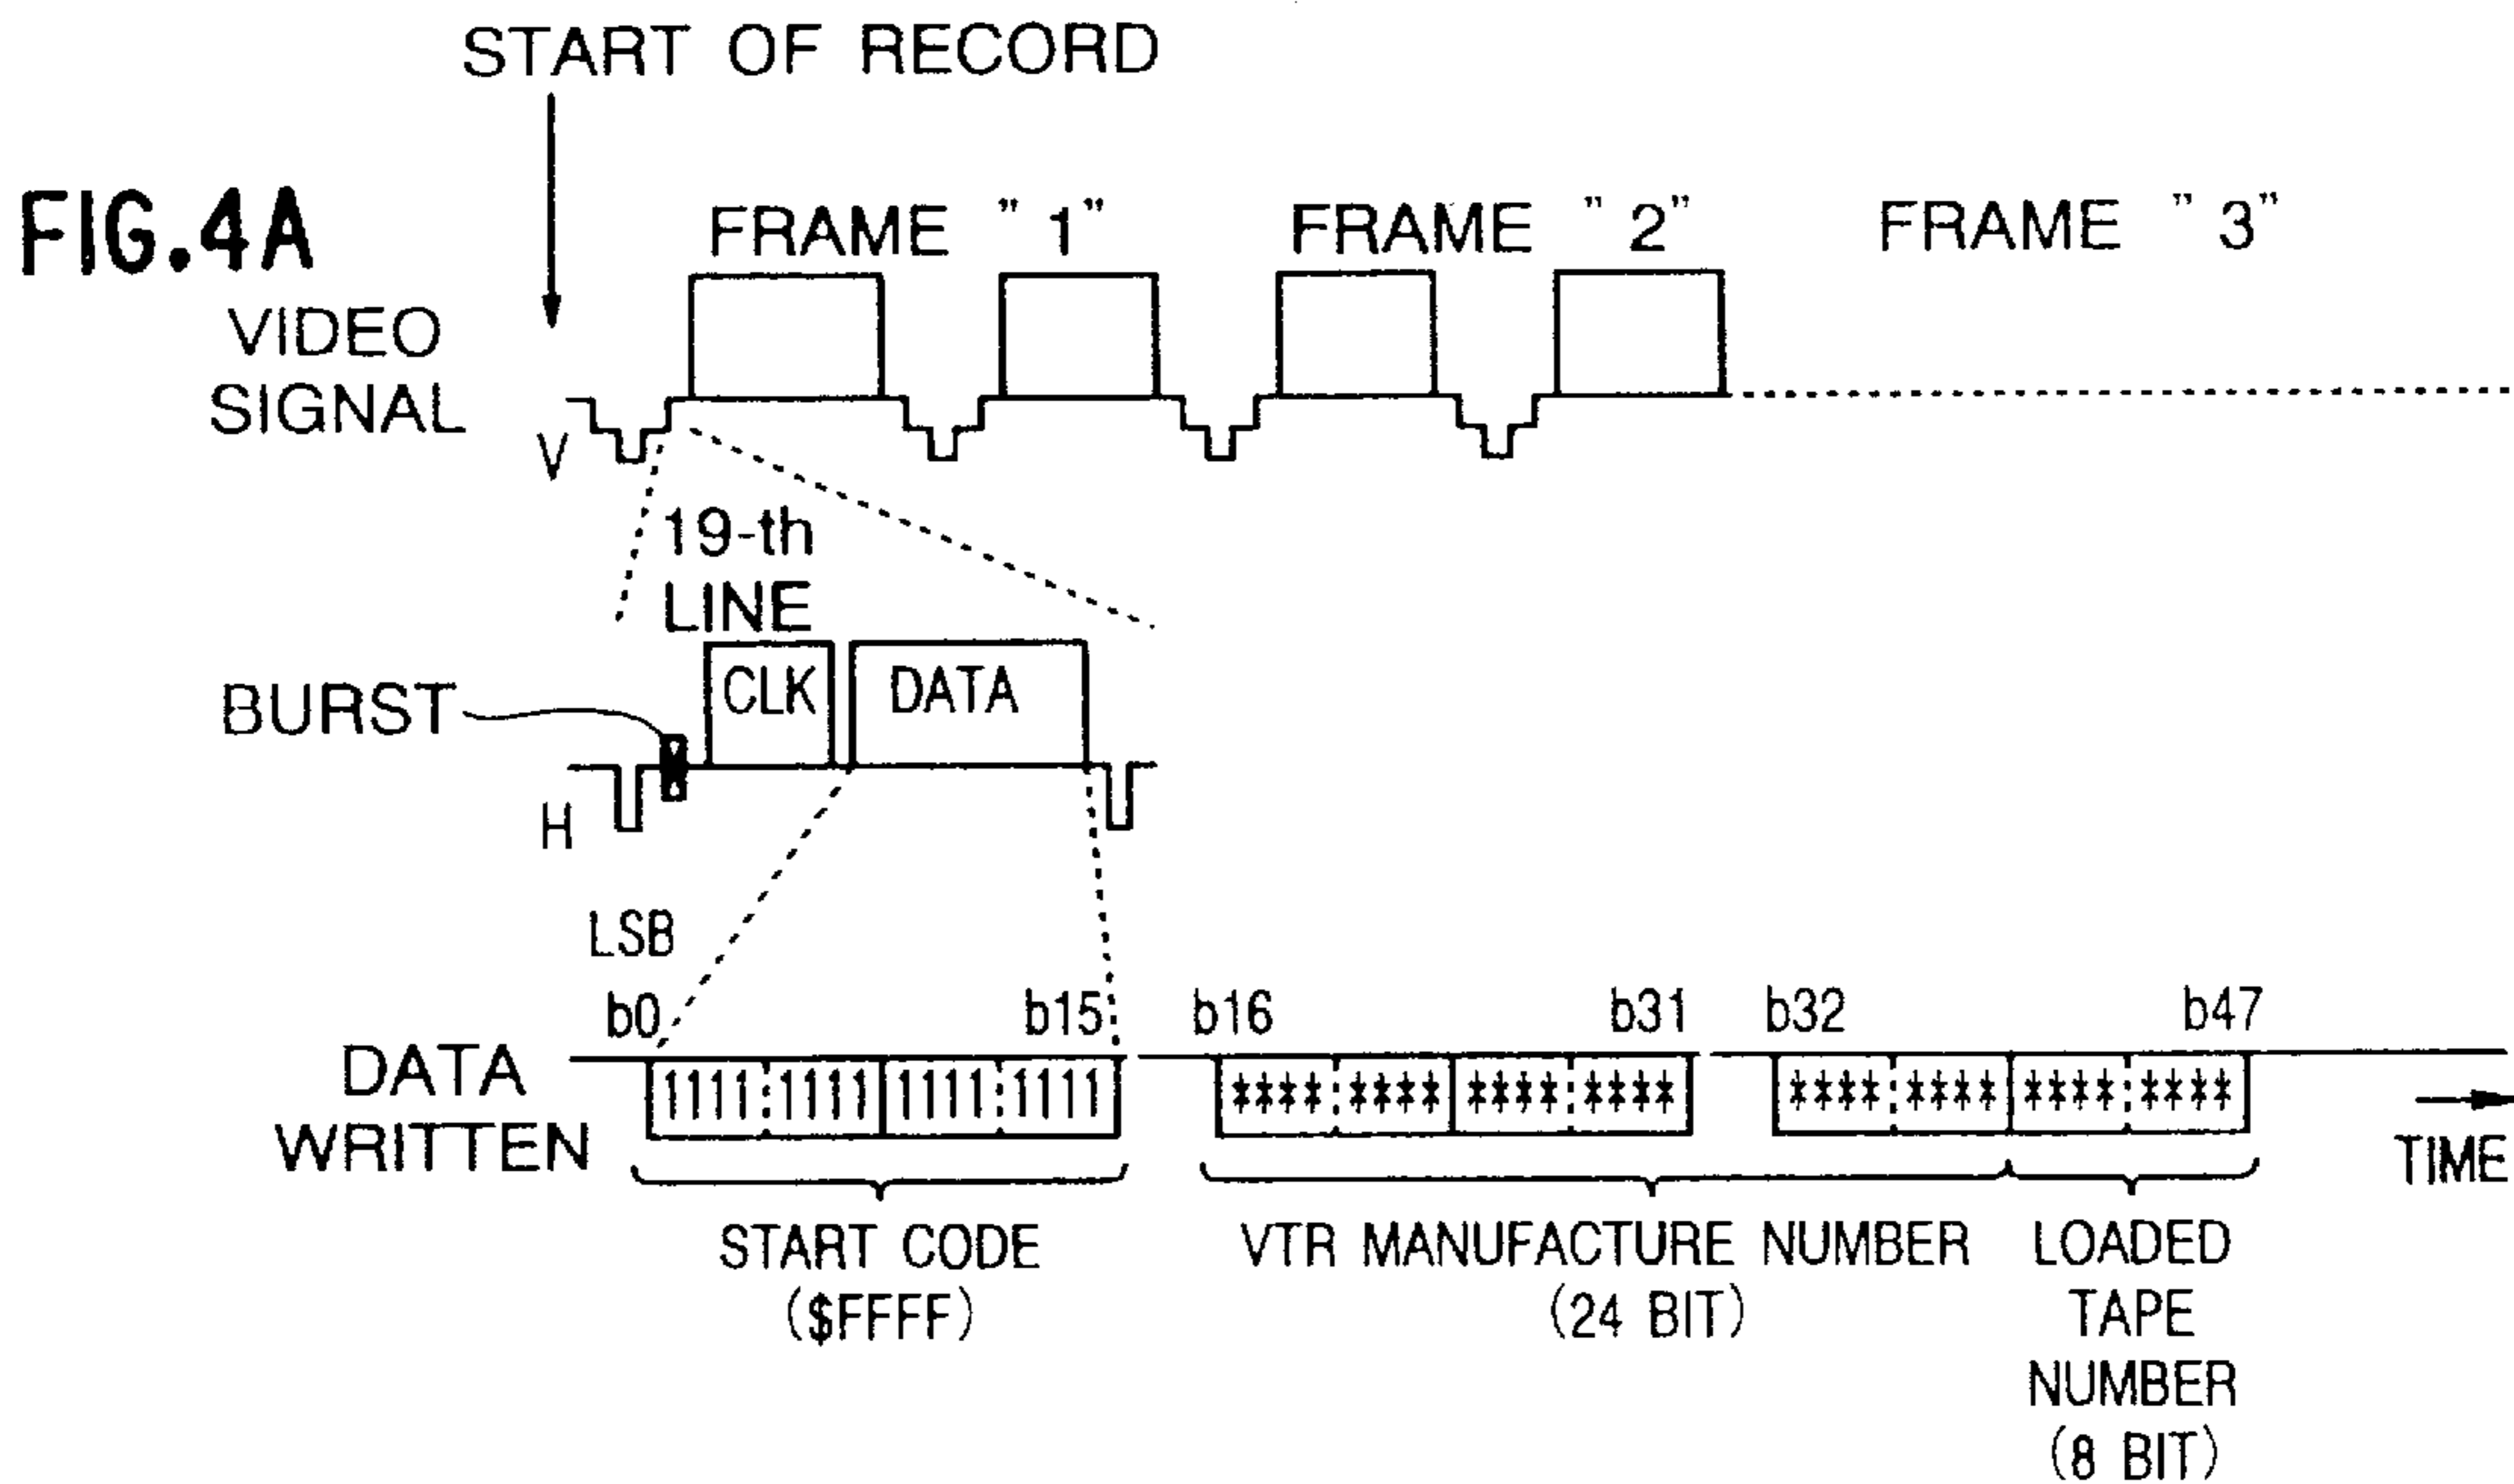 START OF RECORD
FIG.4A
FRAME " 1" FRAME " 2" FRAME " 3"
VIDEO
SIGNAL
V
19-th
LINE
CLK DATA
BURST
H
LSB
b0 b15 b16 b31 b32 b47
DATA
WRITTEN
1111 1111 1111 1111 **** **** **** **** **** **** **** ****
TIME
START CODE
($FFFF)
VTR MANUFACTURE NUMBER
(24 BIT)
LOADED
TAPE
NUMBER
(8 BIT)